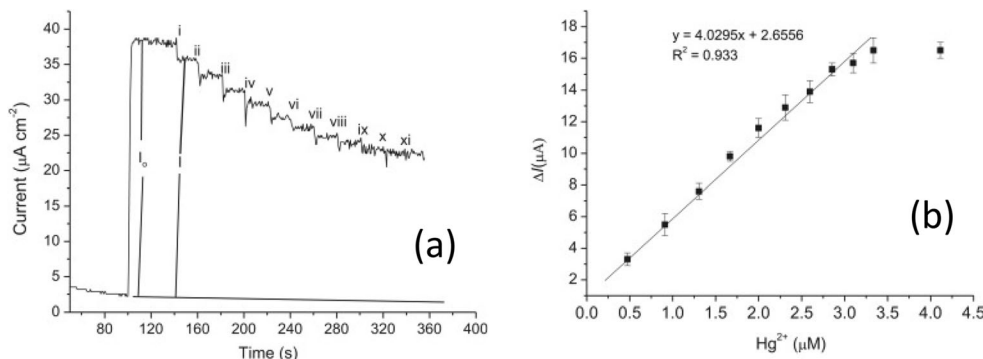 40
35
30
25
20
15
10
5
0
Current (μA cm⁻²)
i
ii
iii
iv
v
vi
vii
viii
ix
x
xi
I₀
I
(a)
80 120 160 200 240 280 320 360 400
Time (s)
y = 4.0295x + 2.6556
R² = 0.933
18
16
14
12
10
8
6
4
2
ΔI(μA)
(b)
0.0 0.5 1.0 1.5 2.0 2.5 3.0 3.5 4.0 4.5
Hg²⁺ (μM)